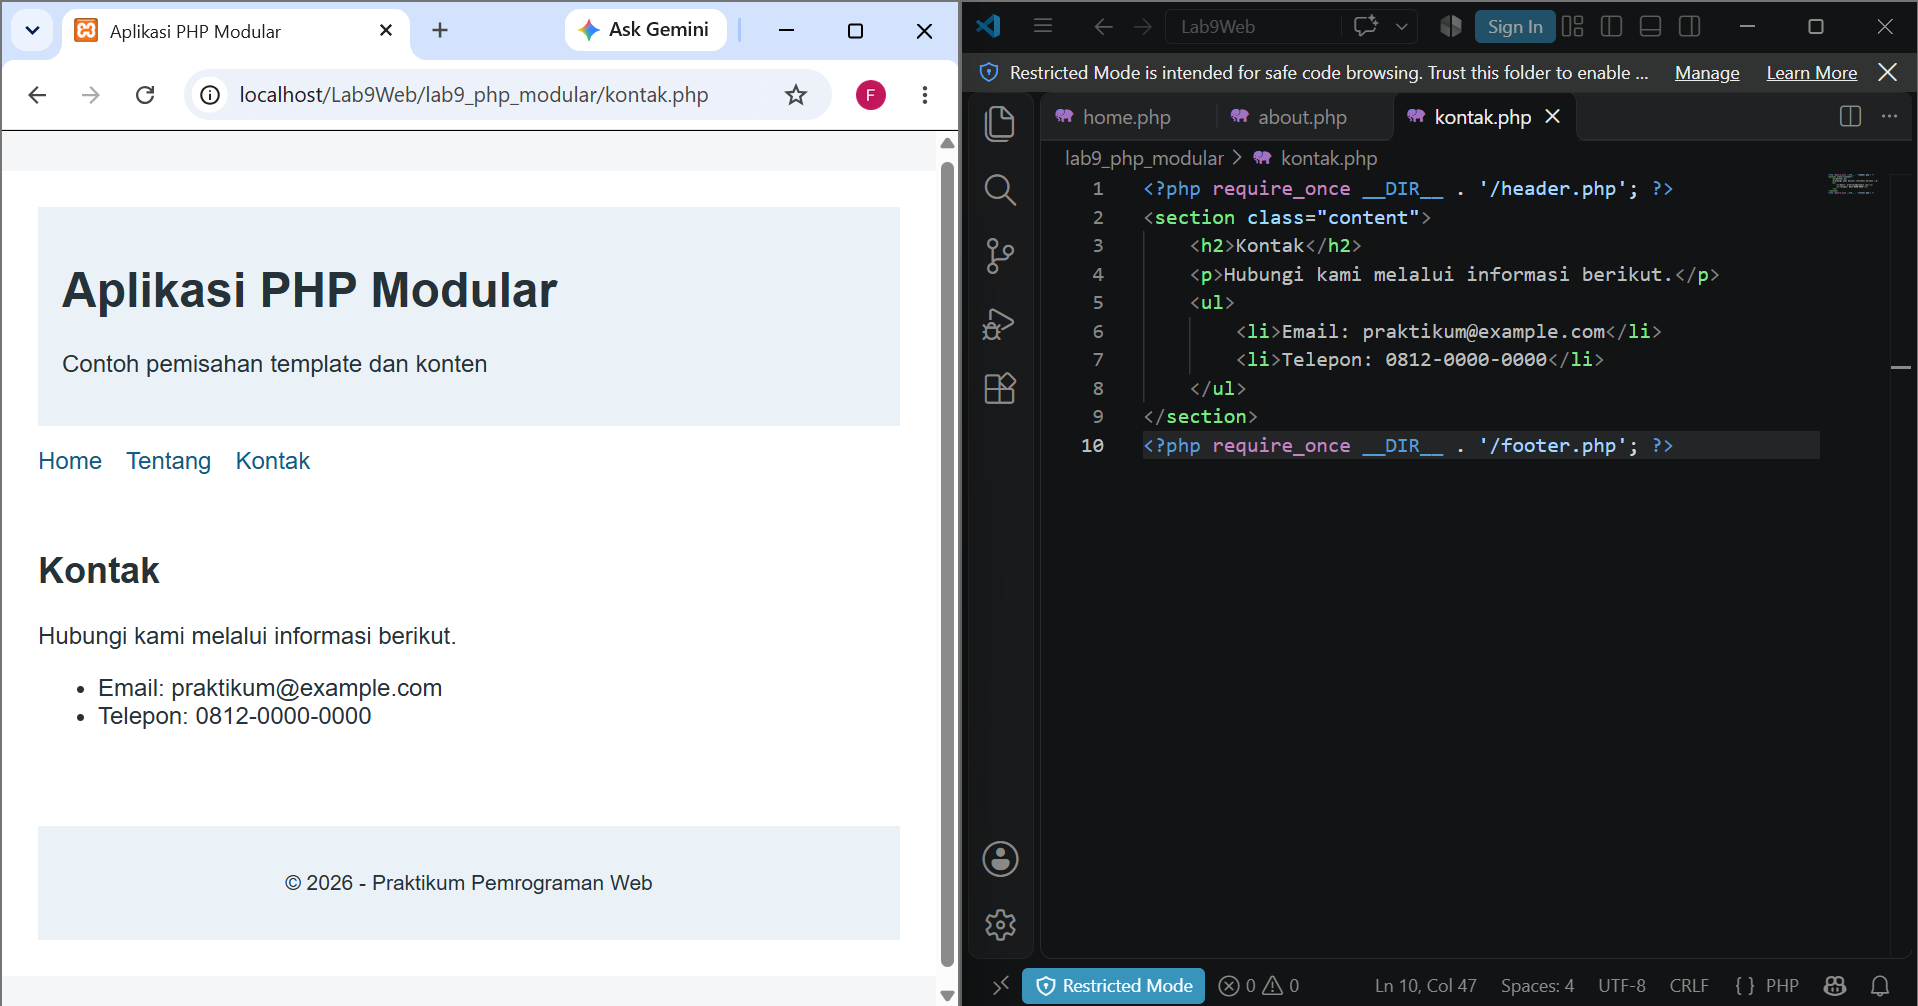 Aplikasi PHP Modular
Ask Gemini
localhost/Lab9Web/lab9_php_modular/kontak.php
F
Aplikasi PHP Modular
Contoh pemisahan template dan konten
Home Tentang Kontak
Kontak
Hubungi kami melalui informasi berikut.
• Email: praktikum@example.com
• Telepon: 0812-0000-0000
© 2026 - Praktikum Pemrograman Web
Lab9Web
Sign In
Restricted Mode is intended for safe code browsing. Trust this folder to enable ... Manage Learn More
home.php about.php kontak.php
lab9_php_modular > kontak.php
1 <?php require_once __DIR__ . '/header.php'; ?>
2 <section class="content">
3 <h2>Kontak</h2>
4 <p>Hubungi kami melalui informasi berikut.</p>
5 <ul>
6 <li>Email: praktikum@example.com</li>
7 <li>Telepon: 0812-0000-0000</li>
8 </ul>
9 </section>
10 <?php require_once __DIR__ . '/footer.php'; ?>
Restricted Mode 0 0 Ln 10, Col 47 Spaces: 4 UTF-8 CRLF { } PHP